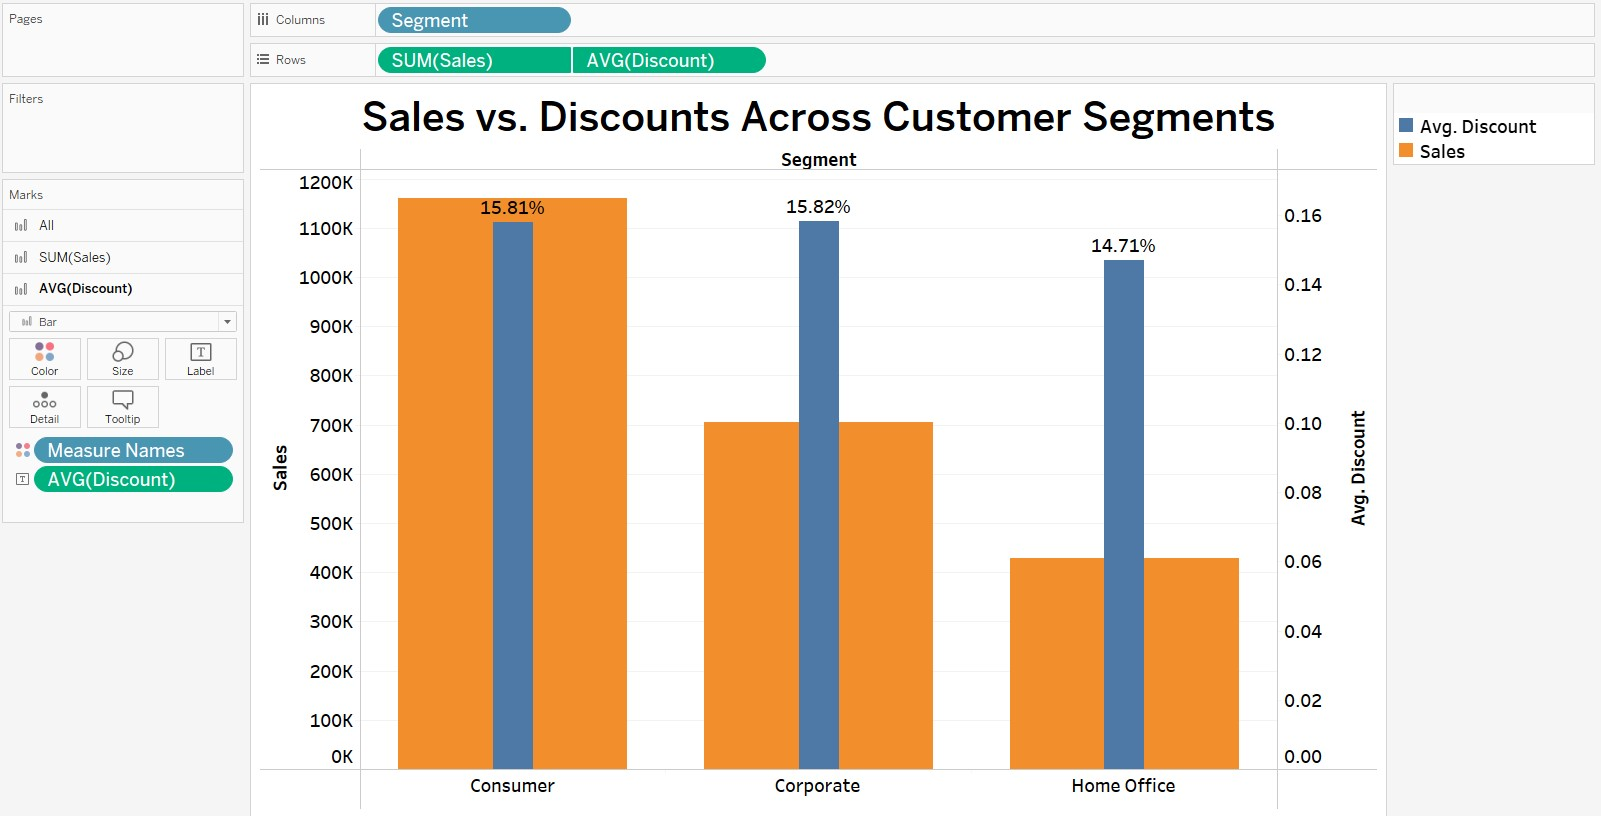 Pages
Columns
Segment
Rows
SUM(Sales)
AVG(Discount)
Filters
Marks
All
SUM(Sales)
AVG(Discount)
Bar
Color
Size
T
Label
Detail
Tooltip
Measure Names
T
AVG(Discount)
Sales vs. Discounts Across Customer Segments
Segment
1200K
1100K
1000K
900K
800K
700K
600K
500K
400K
300K
200K
100K
0K
Sales
15.81%
15.82%
14.71%
Consumer
Corporate
Home Office
0.16
0.14
0.12
0.10
0.08
0.06
0.04
0.02
0.00
Avg. Discount
Avg. Discount
Sales